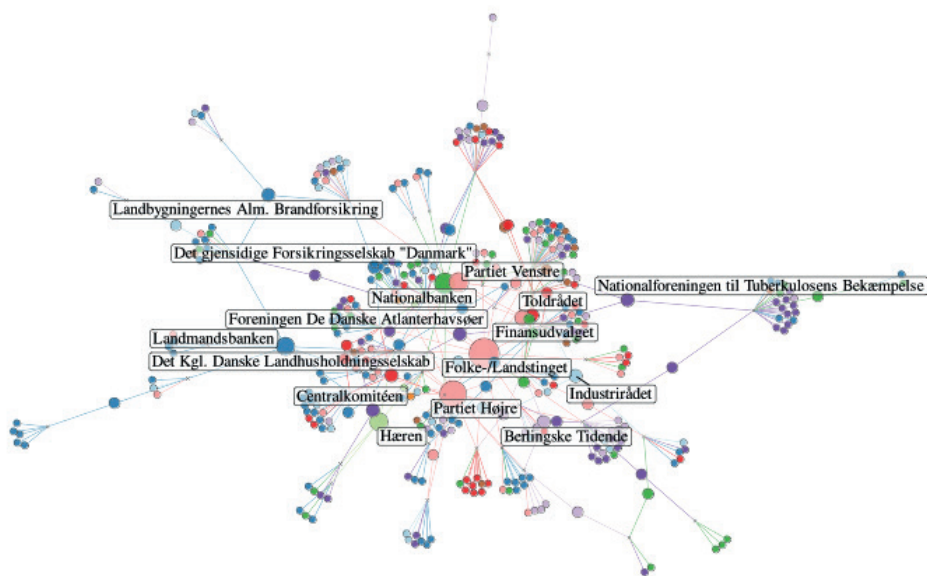 Landbygningernes Alm. Brandforsikring
Det gjensidige Forsikringsselskab "Danmark"
Partiet Venstre
Nationalforeningen til Tuberkulosens Bekæmpelse
Nationalbanken
Toldrådet
Foreningen De Danske Atlanterhavsøer
Finansudvalget
Landmandsbanken
Det Kgl. Danske Landhusholdningsselskab
Folke-/Landstinget
Industrirådet
Centralkomitéen
Partiet Højre
Hæren
Berlingske Tidende